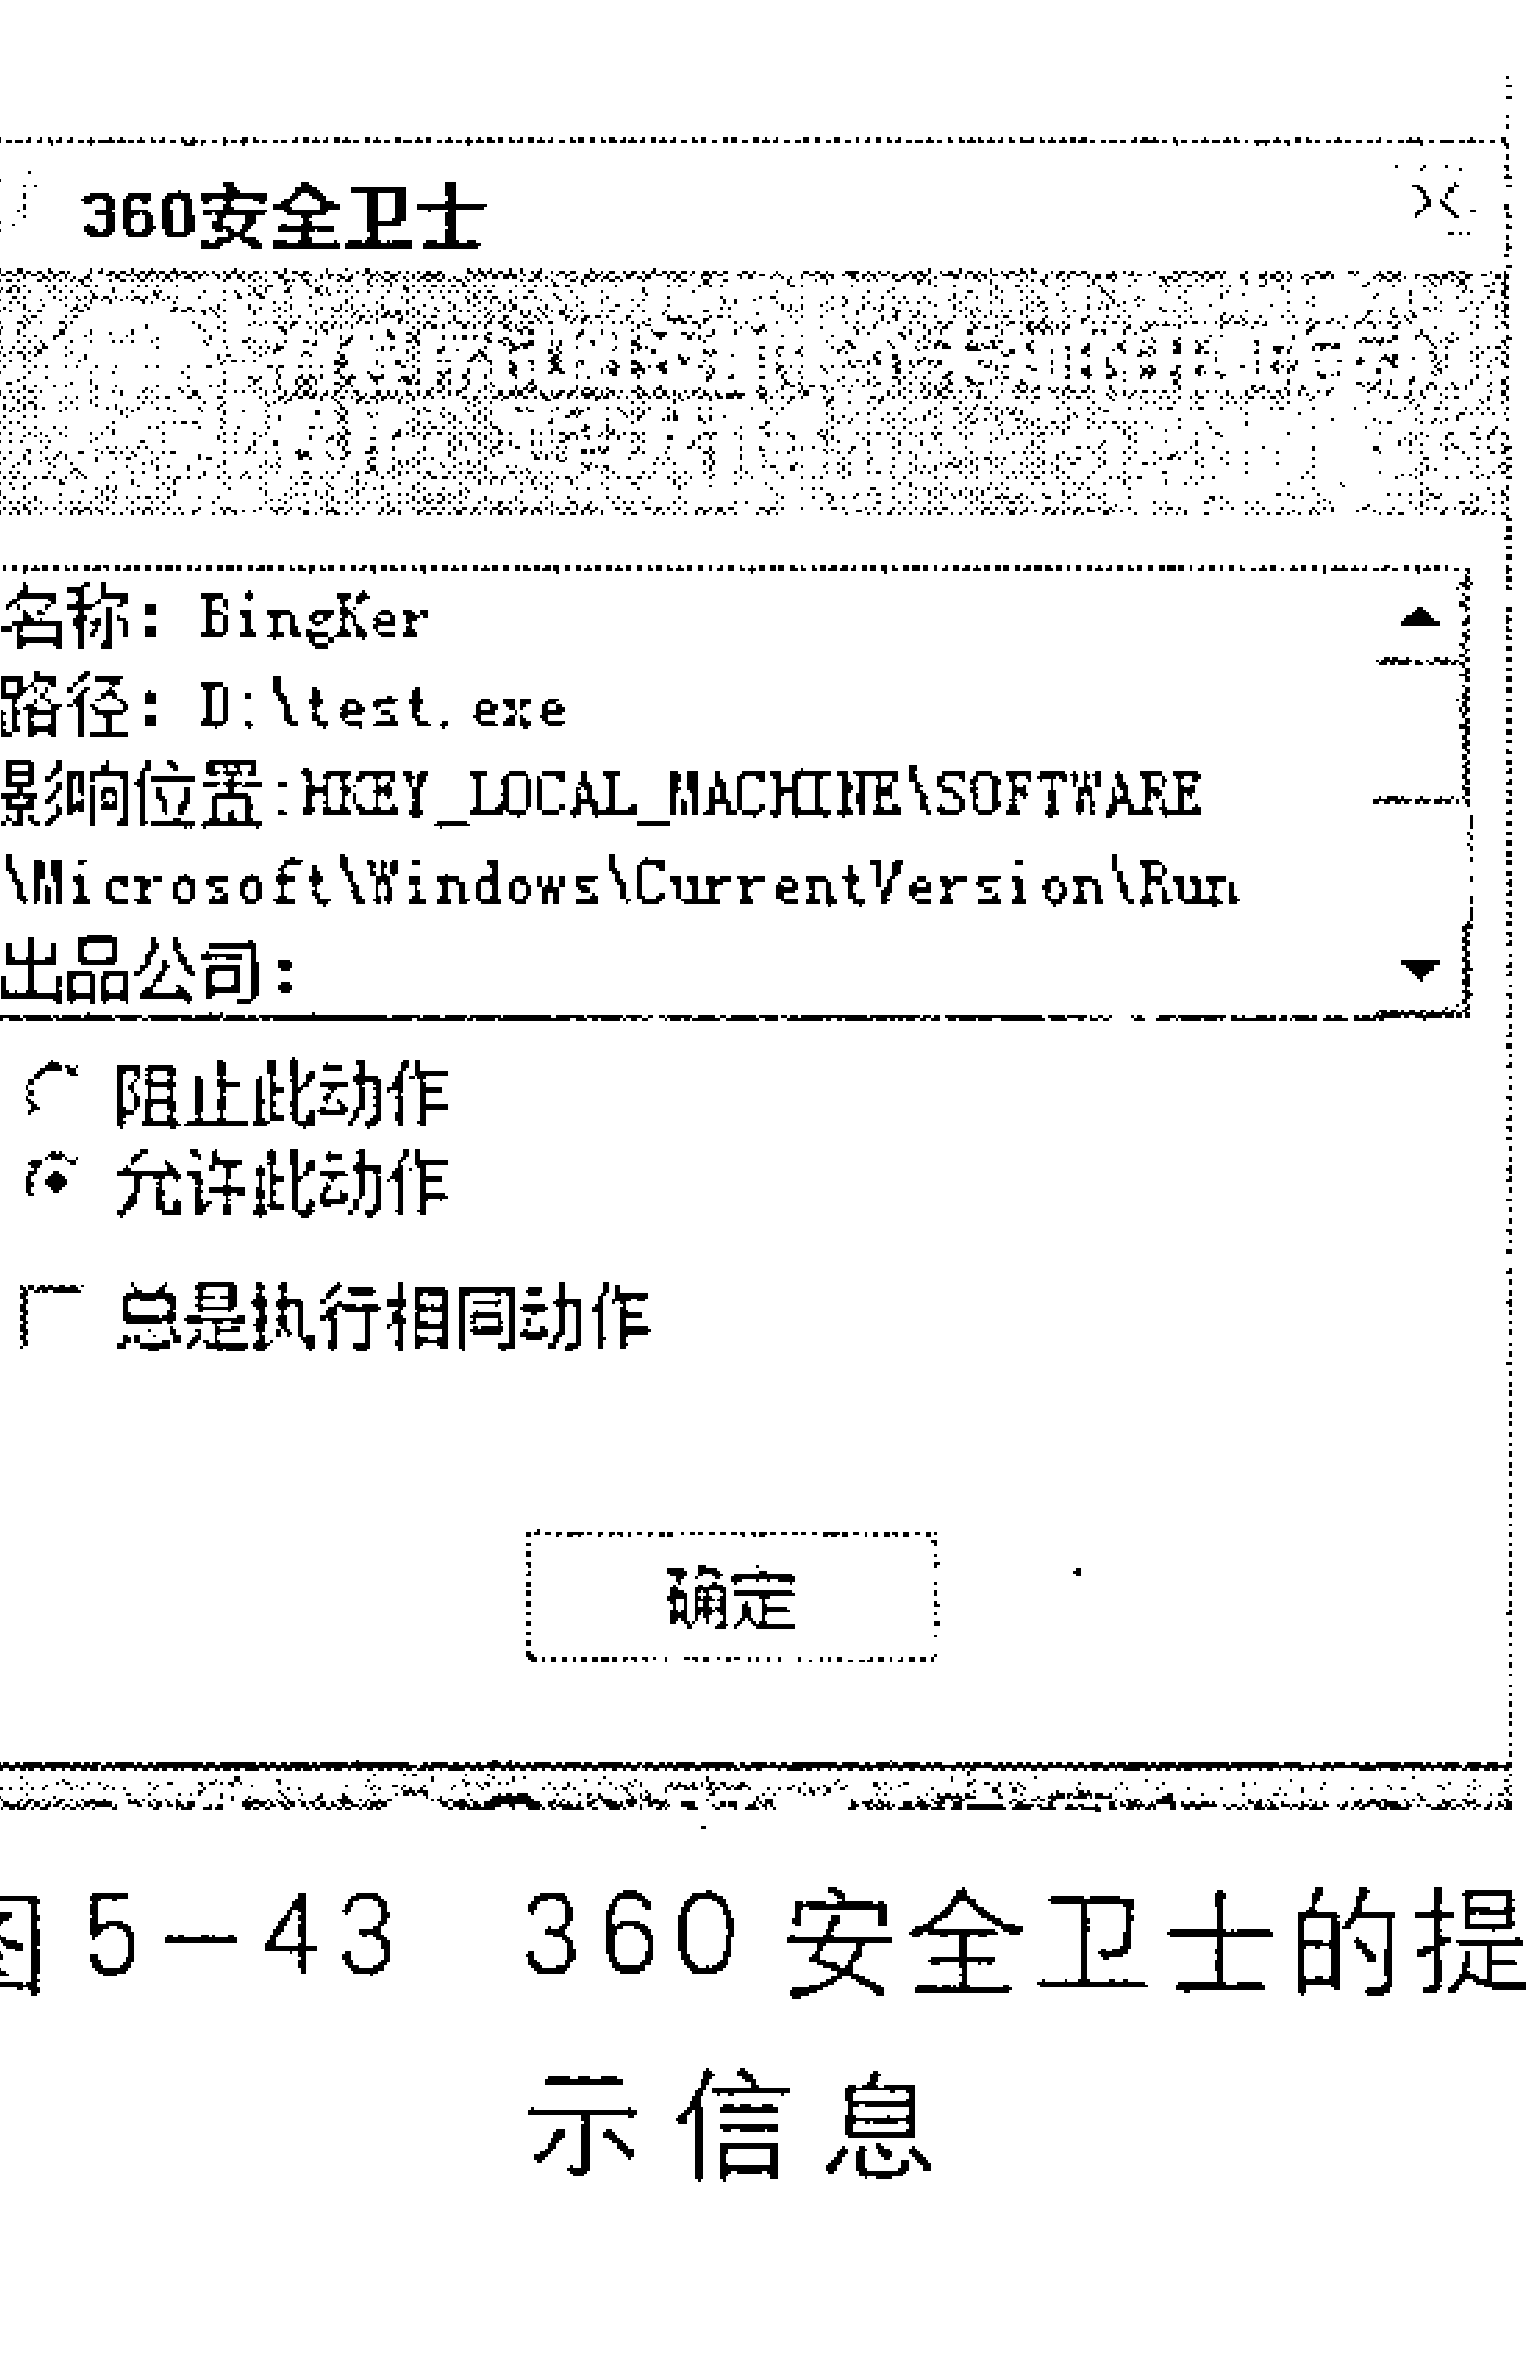 360安全卫士
名称：BingKer
路径：D:\test.exe
影响位置:HKEY_LOCAL_MACHINE\SOFTWARE
\Microsoft\Windows\CurrentVersion\Run
出品公司：
阻止此动作
允许此动作
总是执行相同动作
确定
图 5-43 360 安全卫士的提
示信息